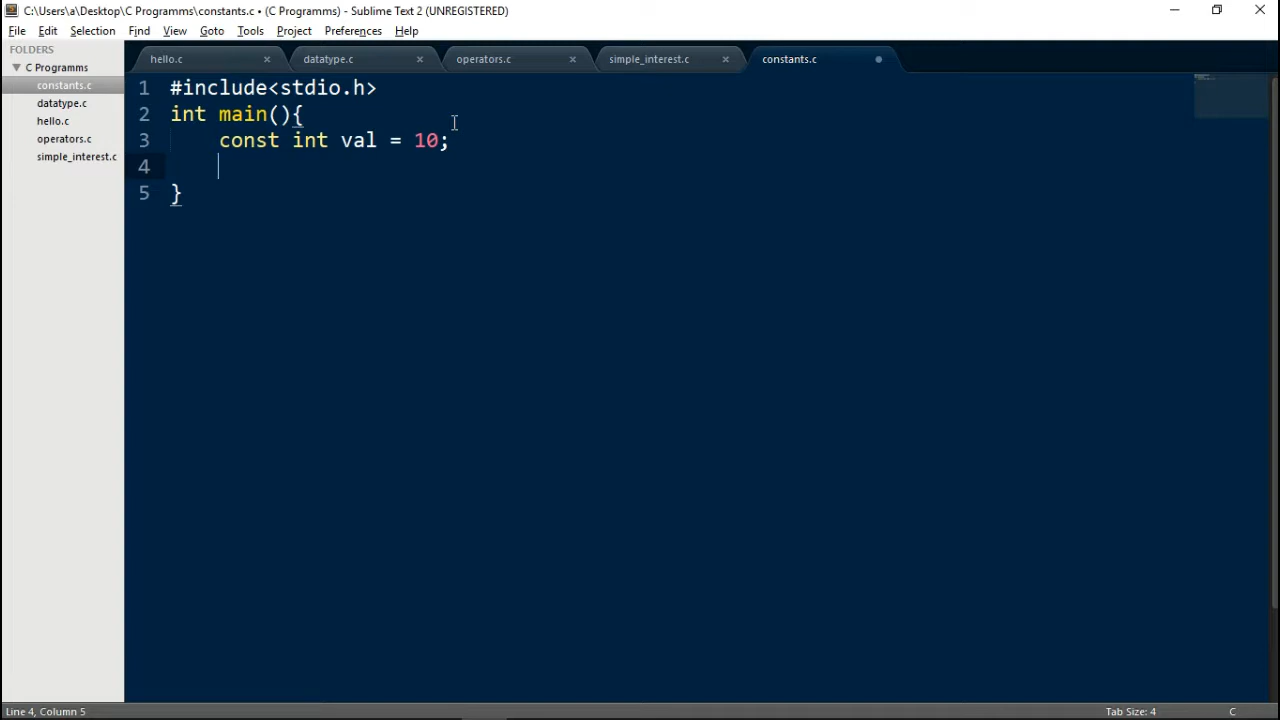 C:\Users\a\Desktop\C Programms\constants.c • (C Programms) - Sublime Text 2 (UNREGISTERED)
File Edit Selection Find View Goto Tools Project Preferences Help
FOLDERS
C Programms
constants.c
datatype.c
hello.c
operators.c
simple_interest.c
hello.c × datatype.c × operators.c × simple_interest.c × constants.c
1 #include<stdio.h>
2 int main(){
3 const int val = 10;
4
5 }
Line 4, Column 5 Tab Size: 4 C